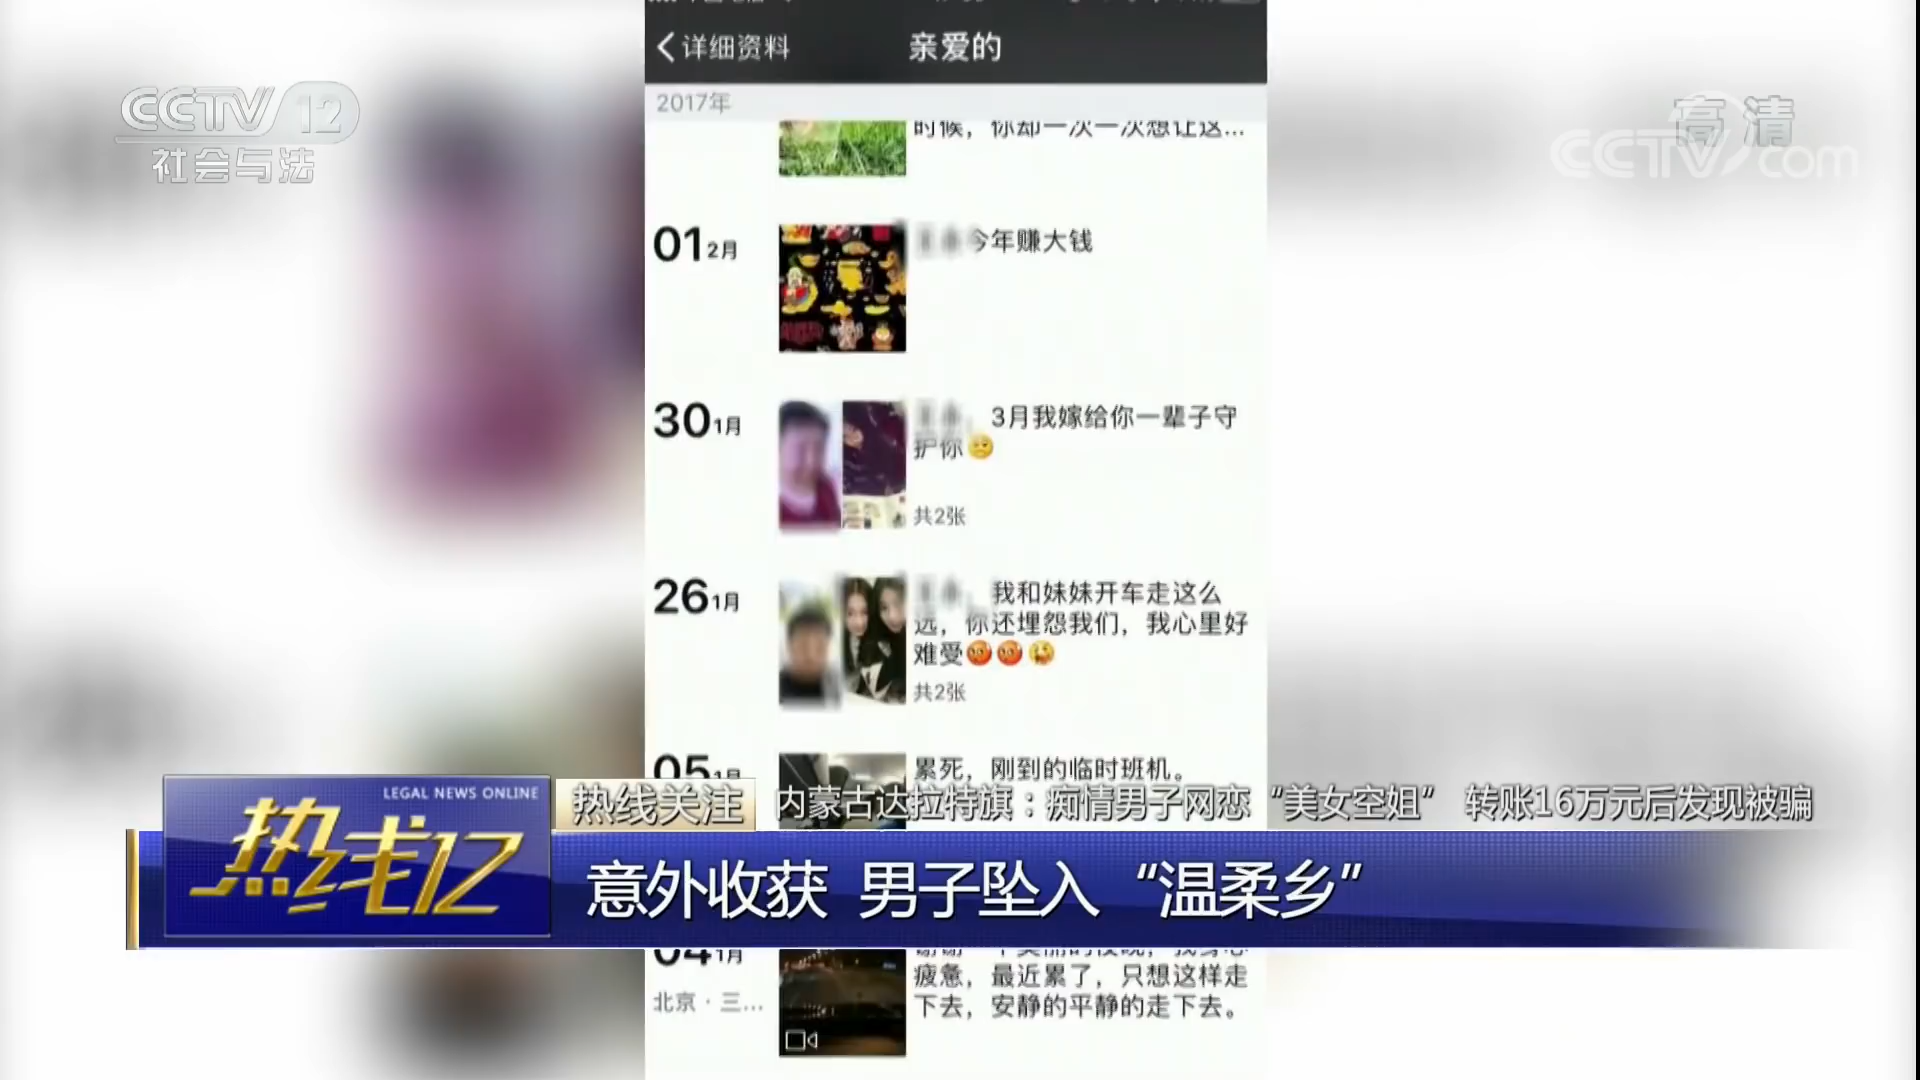 详细资料
亲爱的
CCTV 12
社会与法
高清
CCTV.com
2017年
时候，你却一次一次想让这...
01 2月
今年赚大钱
30 1月
3月我嫁给你一辈子守
护你
共2张
26 1月
我和妹妹开车走这么
远，你还埋怨我们，我心里好
难受
共2张
05 1月
累死，刚到的临时班机。
LEGAL NEWS ONLINE
热线12
热线关注
内蒙古达拉特旗：痴情男子网恋“美女空姐” 转账16万元后发现被骗
意外收获 男子坠入“温柔乡”
04 1月
北京·三...
疲惫，最近累了，只想这样走
下去，安静的平静的走下去。